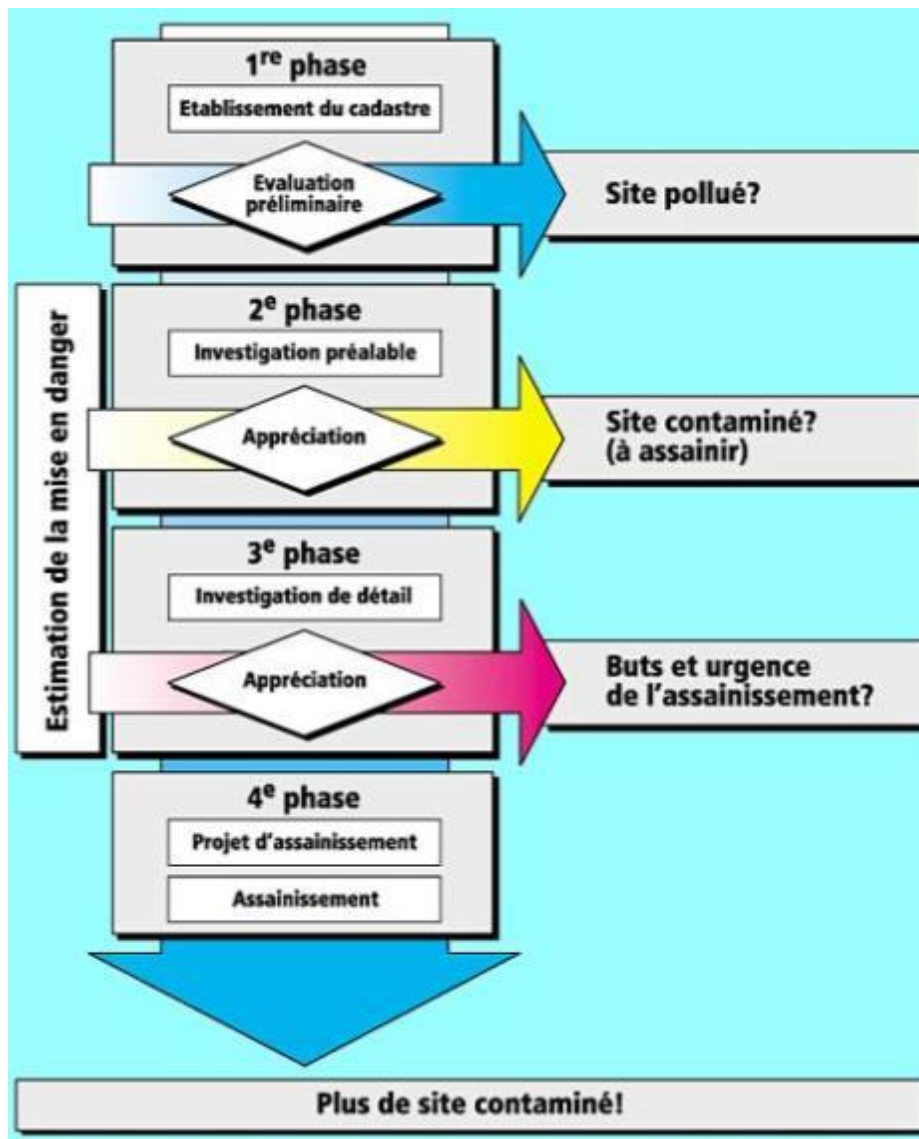 1re phase
Etablissement du cadastre
Evaluation
préliminaire
Site pollué?
Estimation de la mise en danger
2e phase
Investigation préalable
Appréciation
Site contaminé?
(à assainir)
3e phase
Investigation de détail
Appréciation
Buts et urgence
de l'assainissement?
4e phase
Projet d'assainissement
Assainissement
Plus de site contaminé!